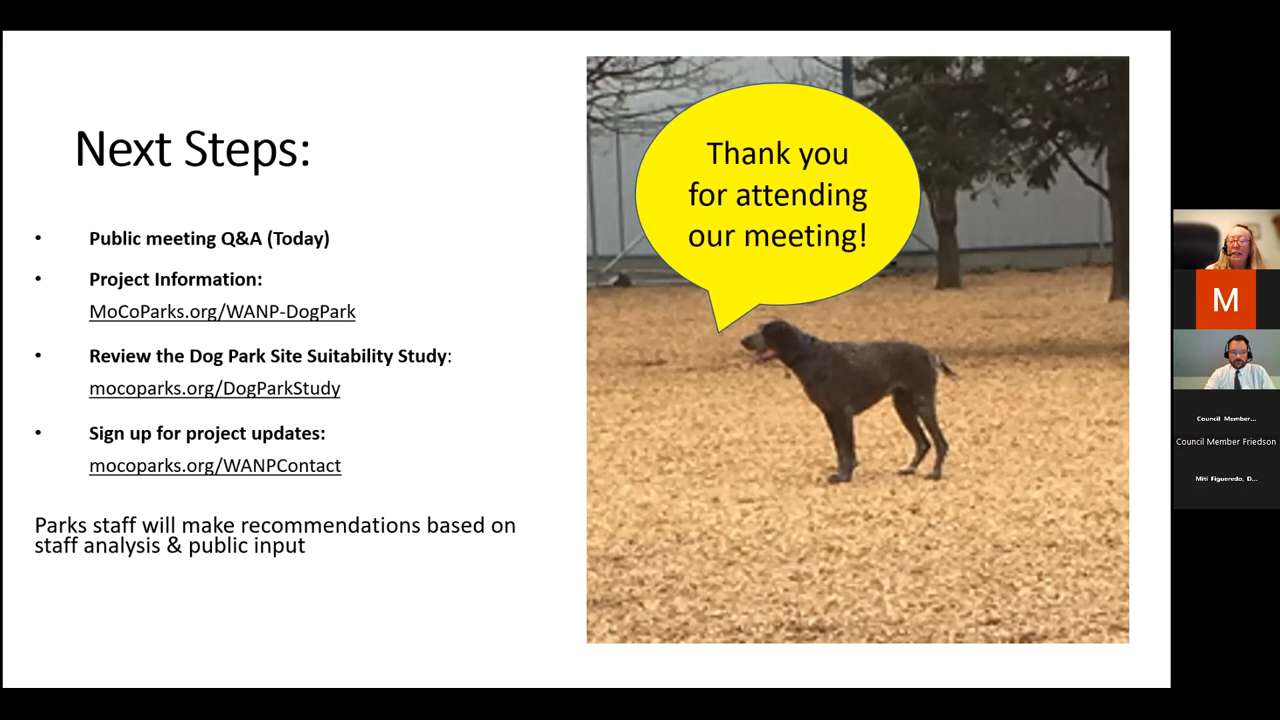 Next Steps:
• Public meeting Q&A (Today)
• Project Information:
MoCoParks.org/WANP-DogPark
• Review the Dog Park Site Suitability Study:
mocoparks.org/DogParkStudy
• Sign up for project updates:
mocoparks.org/WANPContact
Parks staff will make recommendations based on
staff analysis & public input
Thank you
for attending
our meeting!
M
Council Member...
Council Member Friedson
Miti Figueredo, D...